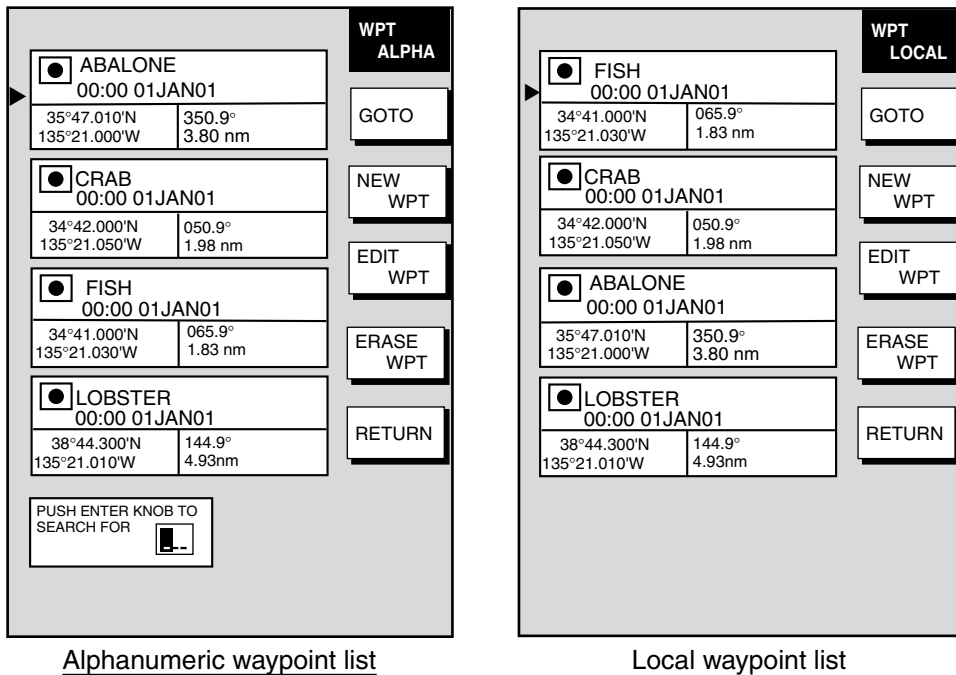 WPT
ALPHA
ABALONE
00:00 01JAN01
35°47.010'N 350.9°
135°21.000'W 3.80 nm
GOTO
CRAB
00:00 01JAN01
34°42.000'N 050.9°
135°21.050'W 1.98 nm
NEW
WPT
EDIT
WPT
FISH
00:00 01JAN01
34°41.000'N 065.9°
135°21.030'W 1.83 nm
ERASE
WPT
LOBSTER
00:00 01JAN01
38°44.300'N 144.9°
135°21.010'W 4.93nm
RETURN
PUSH ENTER KNOB TO
SEARCH FOR
Alphanumeric waypoint list
WPT
LOCAL
FISH
00:00 01JAN01
34°41.000'N 065.9°
135°21.030'W 1.83 nm
GOTO
CRAB
00:00 01JAN01
34°42.000'N 050.9°
135°21.050'W 1.98 nm
NEW
WPT
EDIT
WPT
ABALONE
00:00 01JAN01
35°47.010'N 350.9°
135°21.000'W 3.80 nm
ERASE
WPT
LOBSTER
00:00 01JAN01
38°44.300'N 144.9°
135°21.010'W 4.93nm
RETURN
Local waypoint list